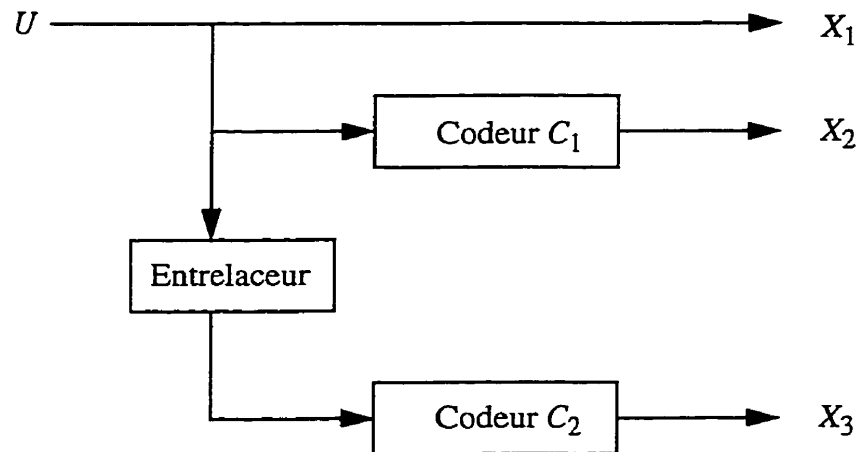 U
X₁
Codeur C₁
X₂
Entrelaceur
Codeur C₂
X₃